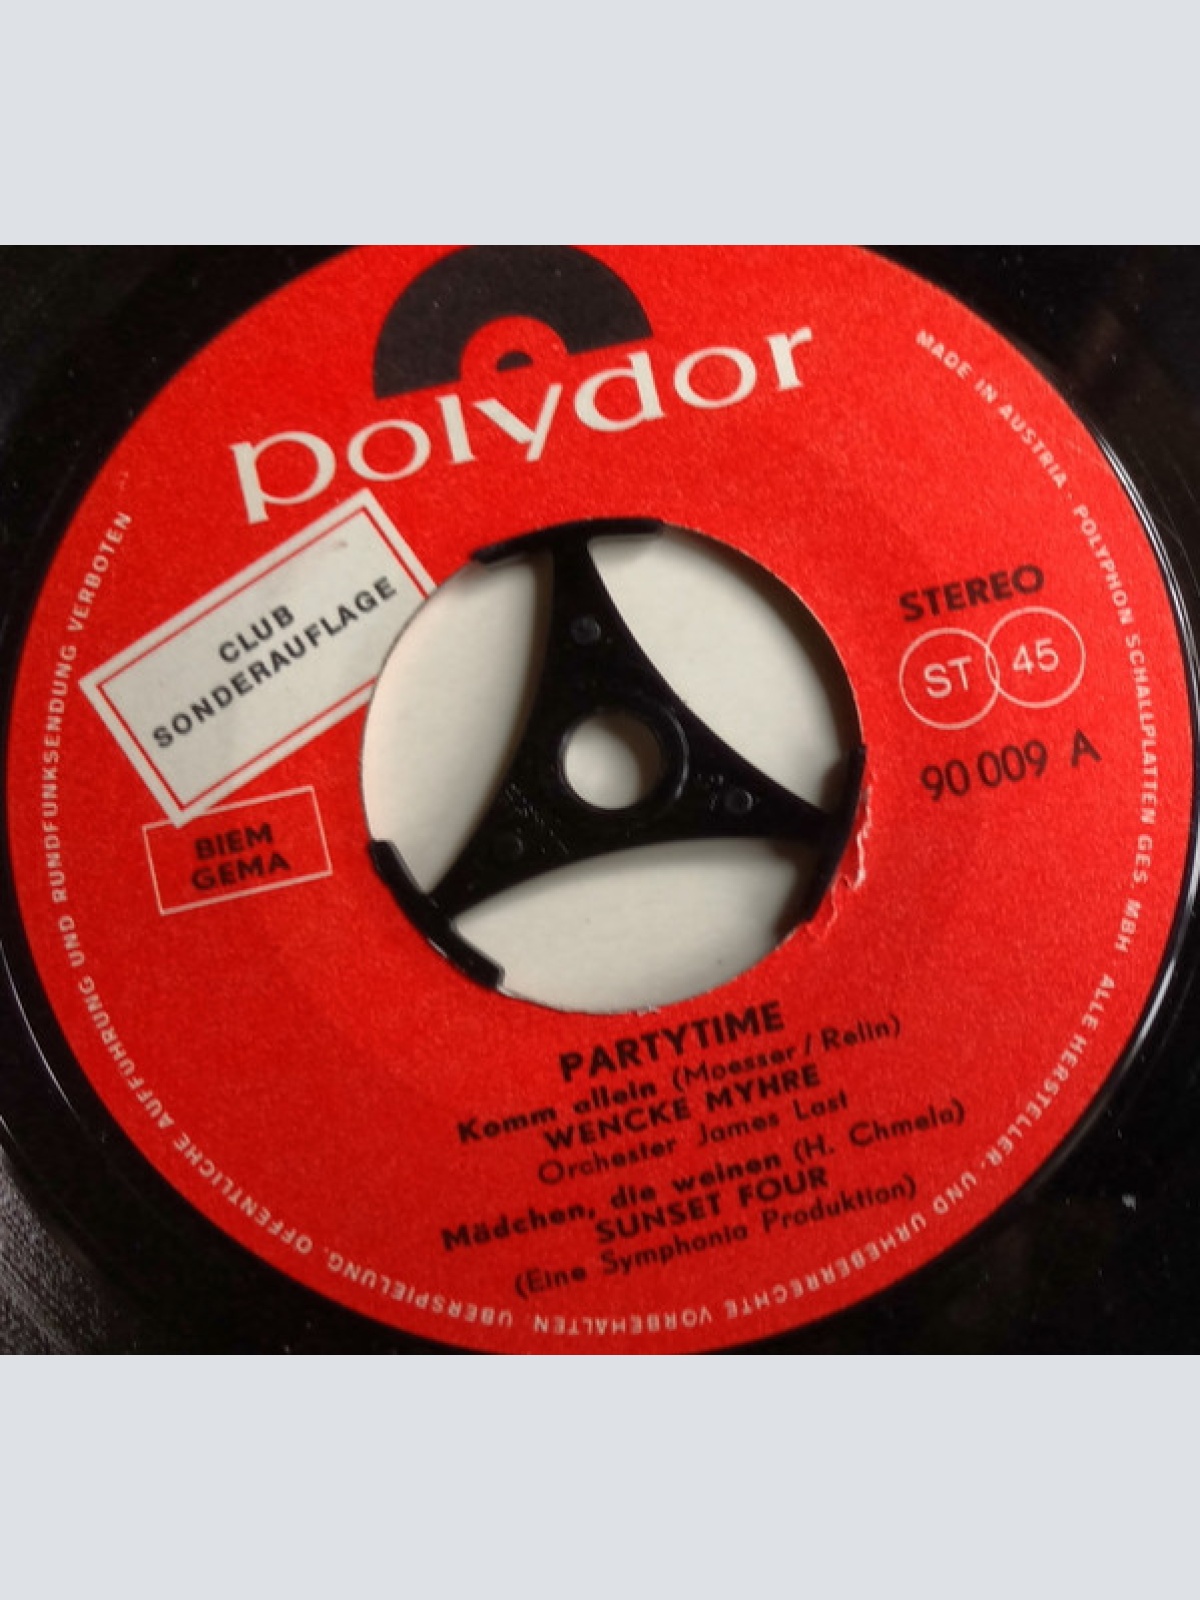 polydor
CLUB
SONDERAUFLAGE
BIEM
GEMA
STEREO
ST 45
90 009 A
PARTYTIME
Komm allein (Moesser / Relin)
WENCKE MYHRE
Orchester James Last
Mädchen, die weinen (H. Chmela)
SUNSET FOUR
(Eine Symphonia Produktion)
MADE IN AUSTRIA · POLYPHON SCHALLPLATTEN GES. MBH ALLE HERSTELLER- UND URHEBERRECHTE VORBEHALTEN ÜBERSPIELUNG, ÖFFENTLICHE AUFFÜHRUNG UND RUNDFUNKSENDUNG VERBOTEN